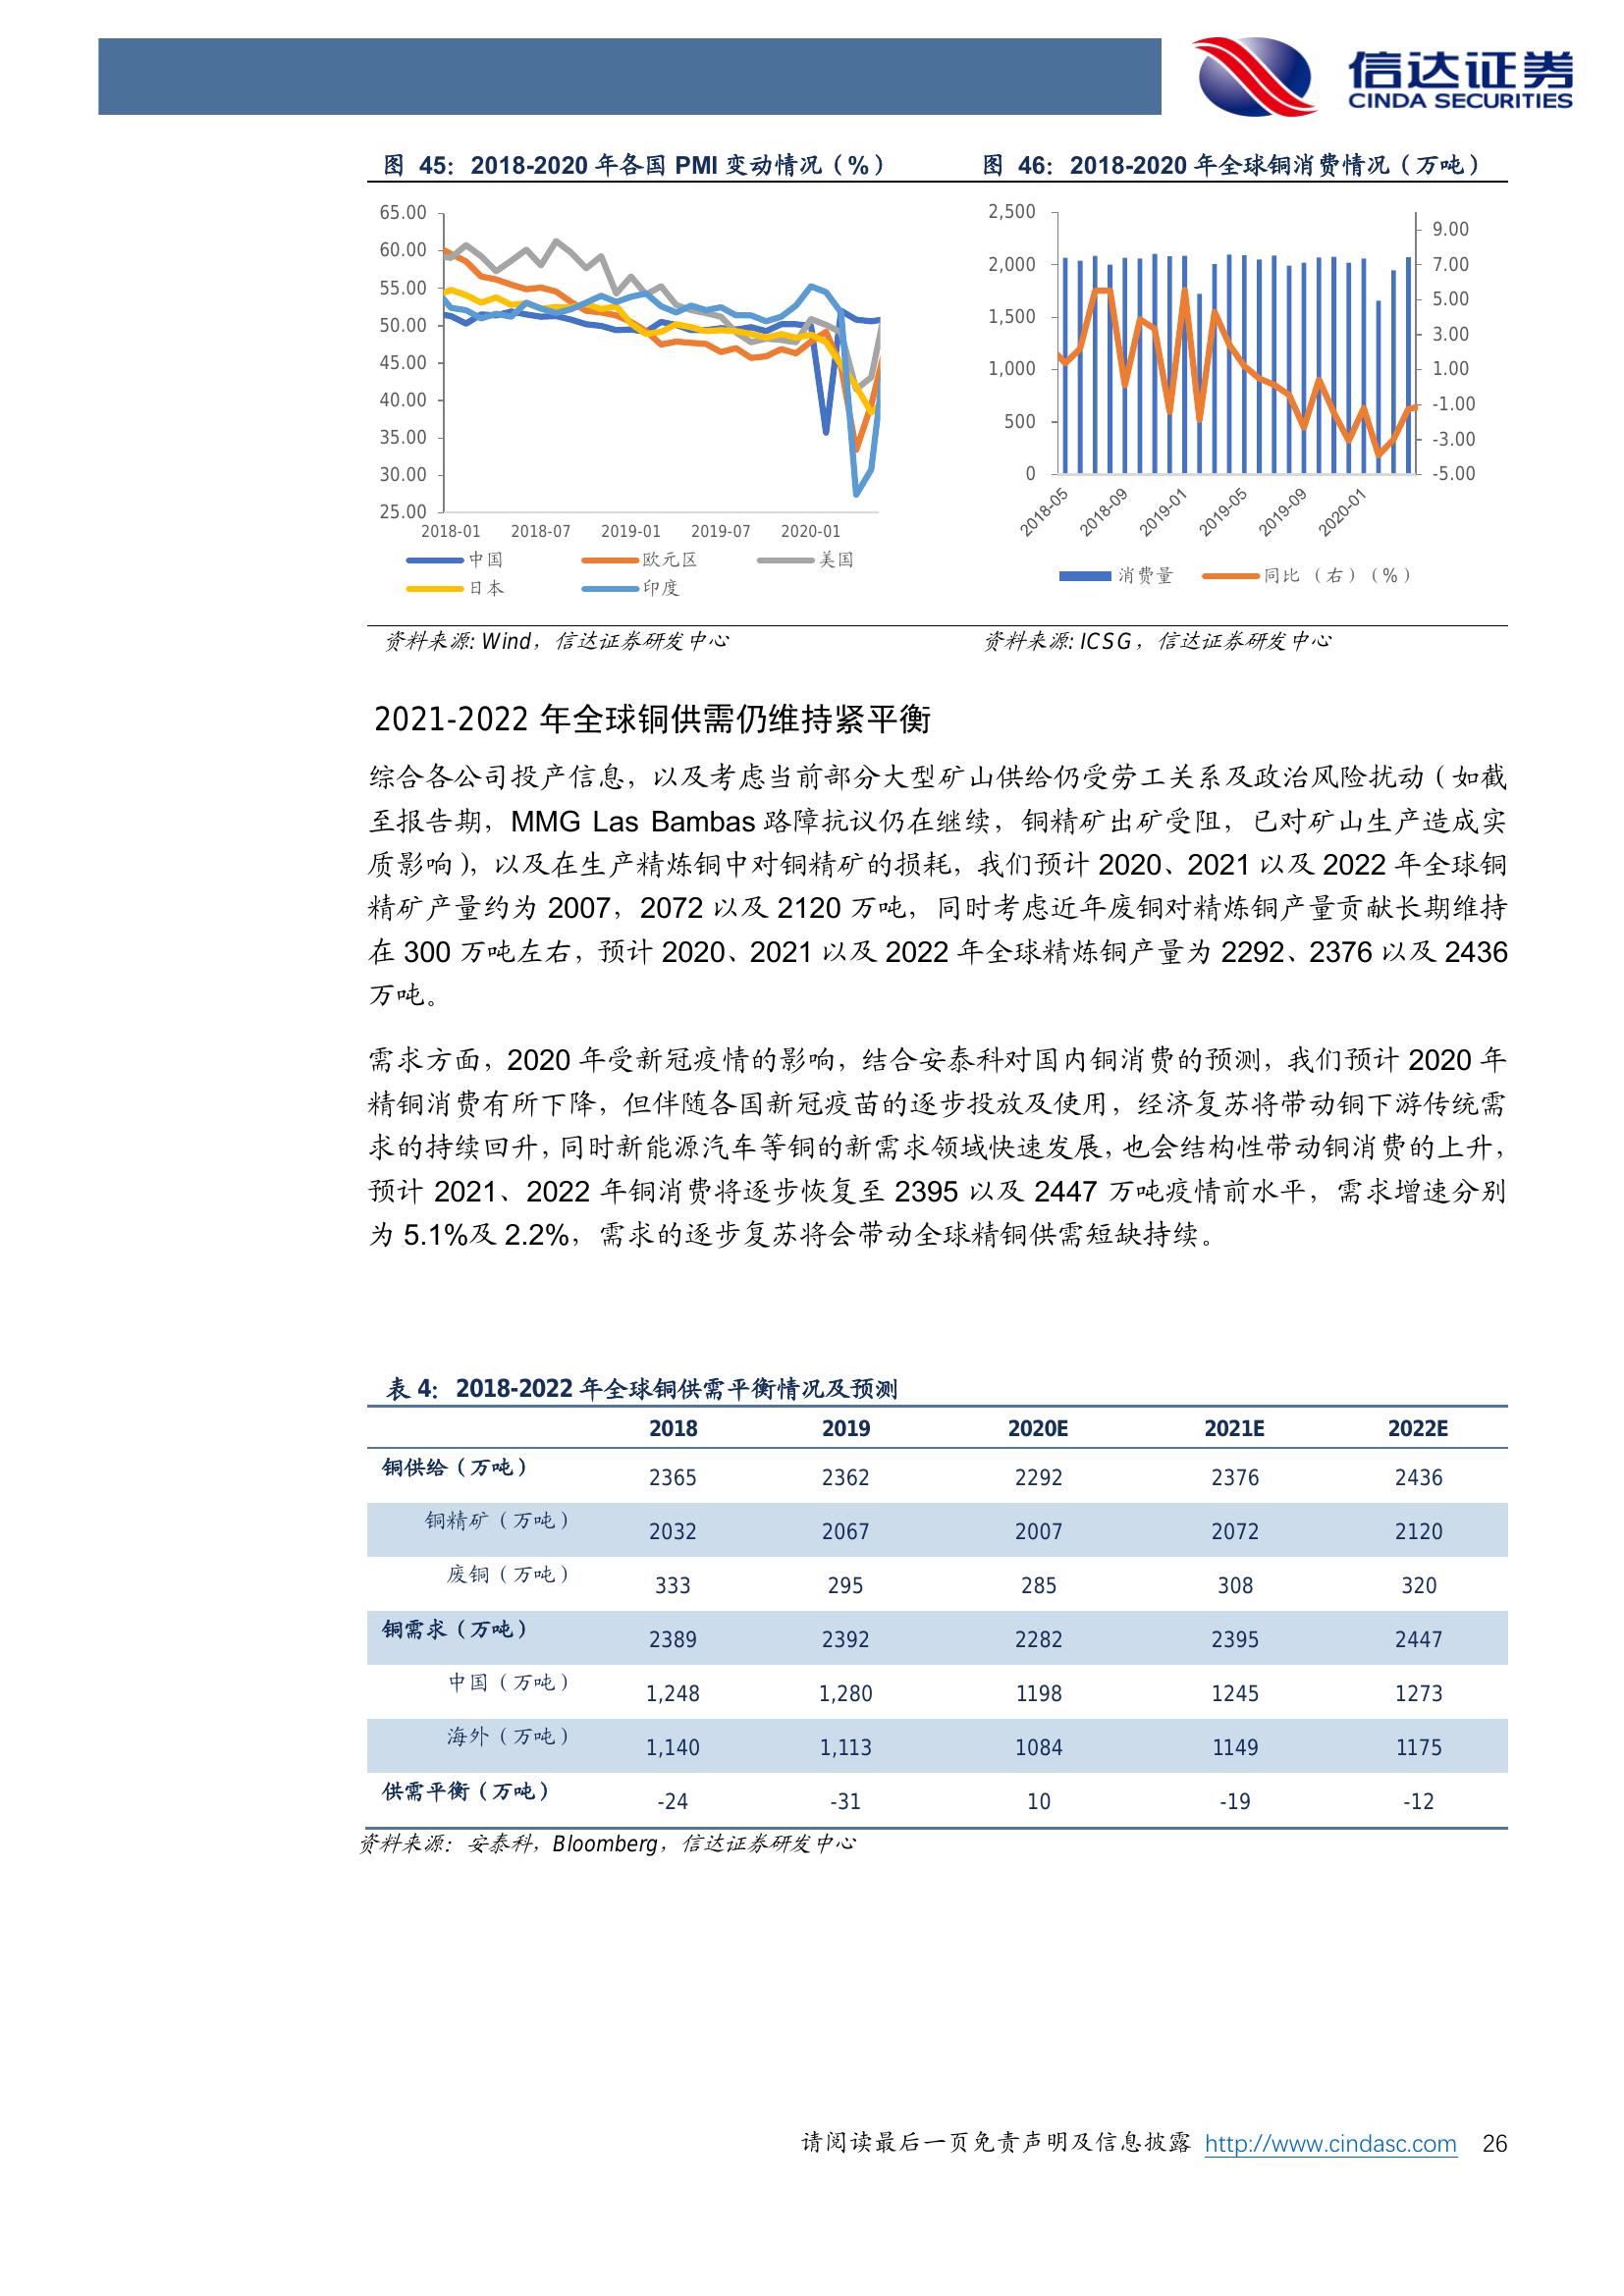 信达证券
CINDA SECURITIES
图 45：2018-2020 年各国 PMI 变动情况（%）
图 46：2018-2020 年全球铜消费情况（万吨）
65.00
60.00
55.00
50.00
45.00
40.00
35.00
30.00
25.00
2018-01 2018-07 2019-01 2019-07 2020-01
中国 欧元区 美国
日本 印度
2,500
2,000
1,500
1,000
500
0
9.00
7.00
5.00
3.00
1.00
-1.00
-3.00
-5.00
2018-05 2018-09 2019-01 2019-05 2019-09 2020-01
消费量 同比（右）（%）
资料来源: Wind，信达证券研发中心
资料来源: ICSG，信达证券研发中心
2021-2022 年全球铜供需仍维持紧平衡
综合各公司投产信息，以及考虑当前部分大型矿山供给仍受劳工关系及政治风险扰动（如截
至报告期，MMG Las Bambas 路障抗议仍在继续，铜精矿出矿受阻，已对矿山生产造成实
质影响），以及在生产精炼铜中对铜精矿的损耗，我们预计 2020、2021 以及 2022 年全球铜
精矿产量约为 2007，2072 以及 2120 万吨，同时考虑近年废铜对精炼铜产量贡献长期维持
在 300 万吨左右，预计 2020、2021 以及 2022 年全球精炼铜产量为 2292、2376 以及 2436
万吨。
需求方面，2020 年受新冠疫情的影响，结合安泰科对国内铜消费的预测，我们预计 2020 年
精铜消费有所下降，但伴随各国新冠疫苗的逐步投放及使用，经济复苏将带动铜下游传统需
求的持续回升，同时新能源汽车等铜的新需求领域快速发展，也会结构性带动铜消费的上升，
预计 2021、2022 年铜消费将逐步恢复至 2395 以及 2447 万吨疫情前水平，需求增速分别
为 5.1%及 2.2%，需求的逐步复苏将会带动全球精铜供需短缺持续。
表 4：2018-2022 年全球铜供需平衡情况及预测
2018 2019 2020E 2021E 2022E
铜供给（万吨） 2365 2362 2292 2376 2436
铜精矿（万吨） 2032 2067 2007 2072 2120
废铜（万吨） 333 295 285 308 320
铜需求（万吨） 2389 2392 2282 2395 2447
中国（万吨） 1,248 1,280 1198 1245 1273
海外（万吨） 1,140 1,113 1084 1149 1175
供需平衡（万吨） -24 -31 10 -19 -12
资料来源：安泰科，Bloomberg，信达证券研发中心
请阅读最后一页免责声明及信息披露 http://www.cindasc.com 26